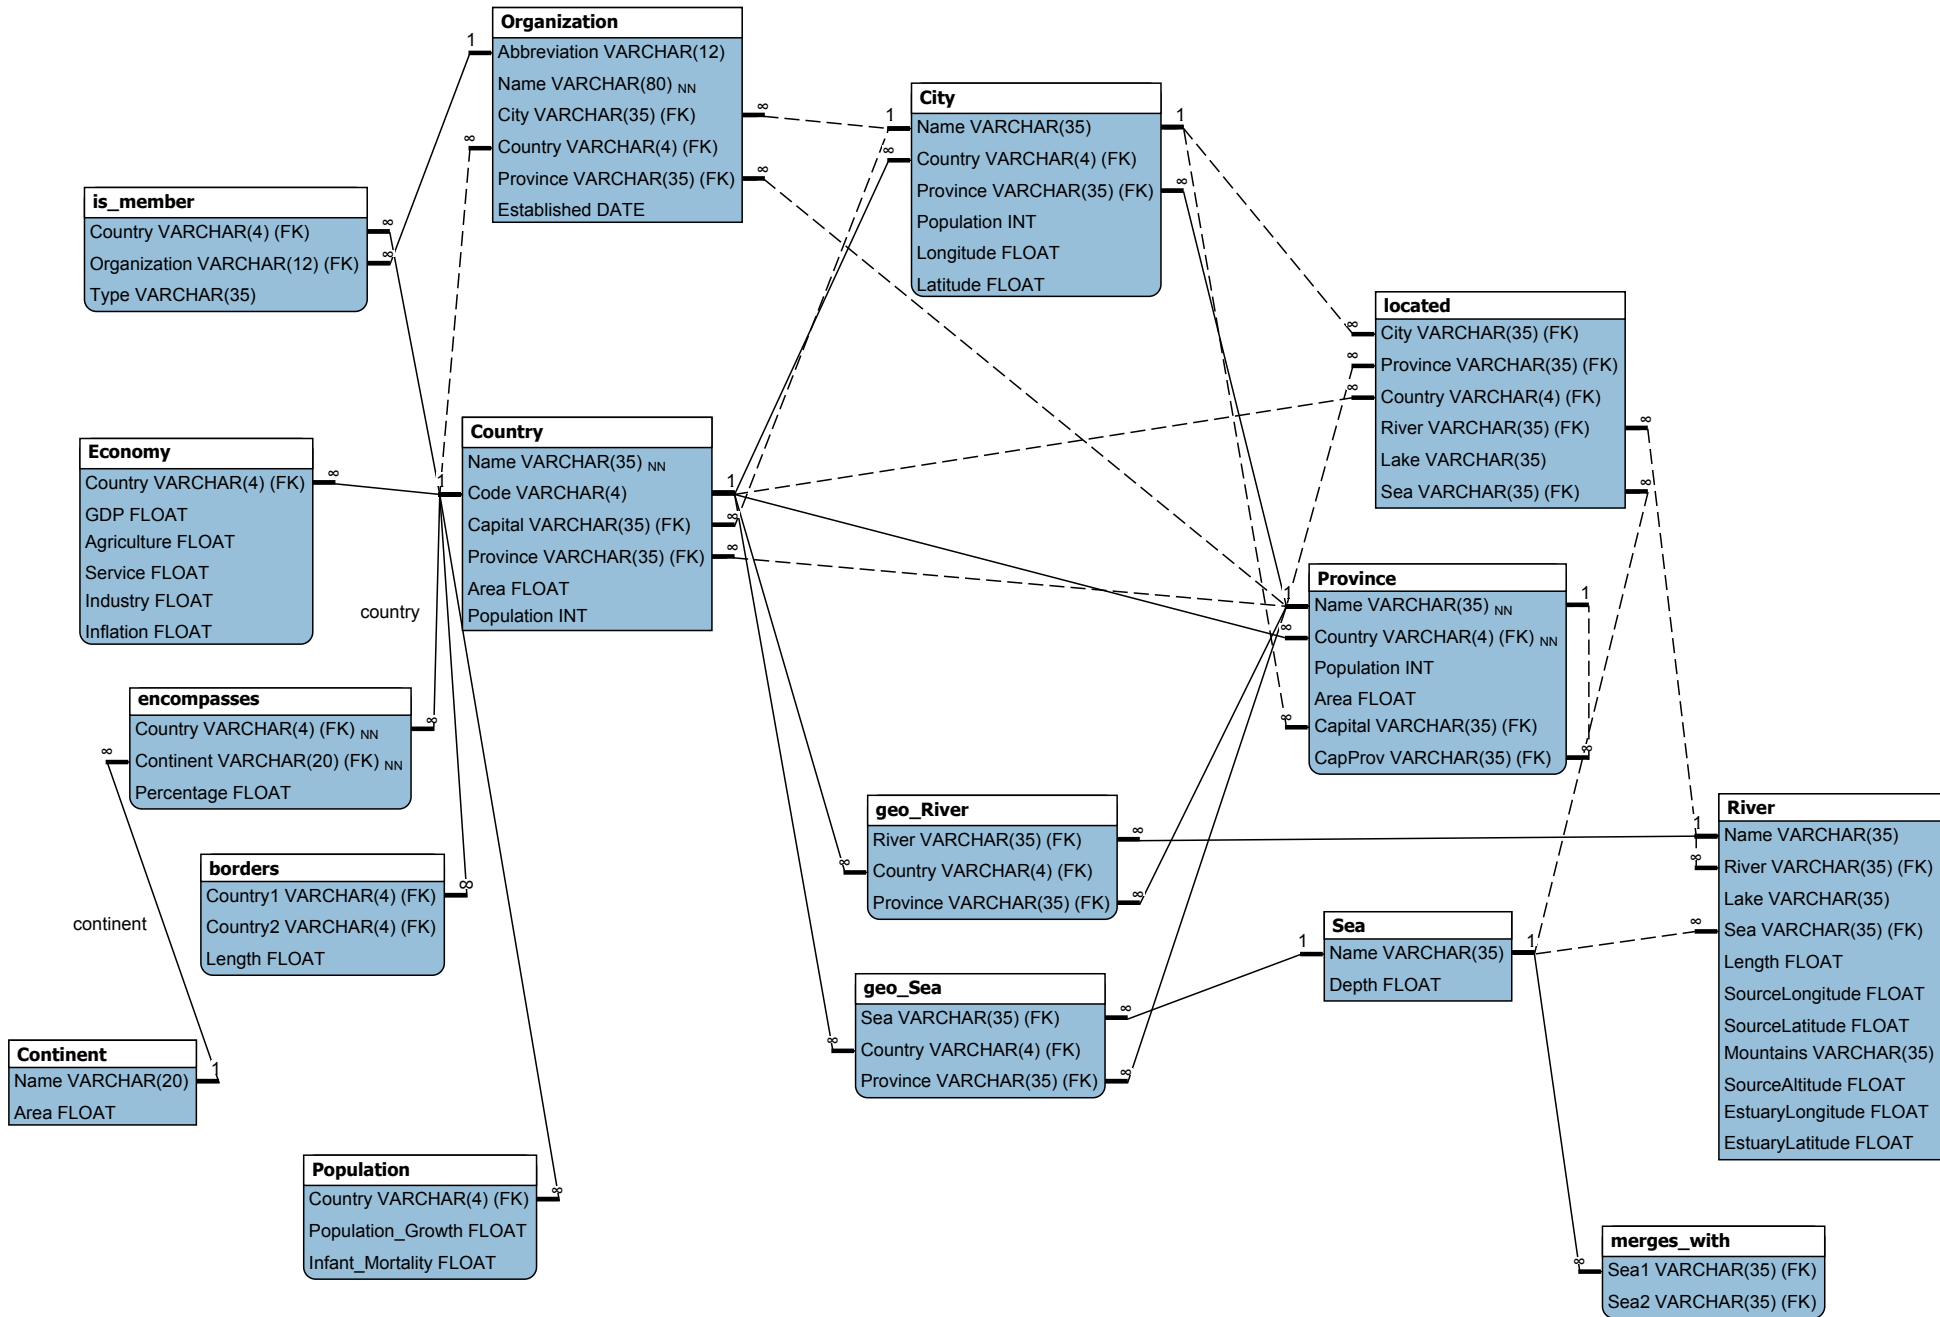 Organization
Abbreviation VARCHAR(12)
Name VARCHAR(80) NN
City VARCHAR(35) (FK)
Country VARCHAR(4) (FK)
Province VARCHAR(35) (FK)
Established DATE
1
∞
∞
∞
City
Name VARCHAR(35)
Country VARCHAR(4) (FK)
Province VARCHAR(35) (FK)
Population INT
Longitude FLOAT
Latitude FLOAT
1
∞
1
∞
is_member
Country VARCHAR(4) (FK)
Organization VARCHAR(12) (FK)
Type VARCHAR(35)
∞
∞
located
City VARCHAR(35) (FK)
Province VARCHAR(35) (FK)
Country VARCHAR(4) (FK)
River VARCHAR(35) (FK)
Lake VARCHAR(35)
Sea VARCHAR(35) (FK)
∞
∞
∞
∞
∞
Country
Name VARCHAR(35) NN
Code VARCHAR(4)
Capital VARCHAR(35) (FK)
Province VARCHAR(35) (FK)
Area FLOAT
Population INT
1
1
∞
∞
Economy
Country VARCHAR(4) (FK)
GDP FLOAT
Agriculture FLOAT
Service FLOAT
Industry FLOAT
Inflation FLOAT
∞
country
Province
Name VARCHAR(35) NN
Country VARCHAR(4) (FK) NN
Population INT
Area FLOAT
Capital VARCHAR(35) (FK)
CapProv VARCHAR(35) (FK)
1
∞
∞
1
∞
encompasses
Country VARCHAR(4) (FK) NN
Continent VARCHAR(20) (FK) NN
Percentage FLOAT
∞
∞
geo_River
River VARCHAR(35) (FK)
Country VARCHAR(4) (FK)
Province VARCHAR(35) (FK)
∞
∞
∞
River
Name VARCHAR(35)
River VARCHAR(35) (FK)
Lake VARCHAR(35)
Sea VARCHAR(35) (FK)
Length FLOAT
SourceLongitude FLOAT
SourceLatitude FLOAT
Mountains VARCHAR(35)
SourceAltitude FLOAT
EstuaryLongitude FLOAT
EstuaryLatitude FLOAT
1
∞
∞
borders
Country1 VARCHAR(4) (FK)
Country2 VARCHAR(4) (FK)
Length FLOAT
∞
continent
Sea
Name VARCHAR(35)
Depth FLOAT
1
1
geo_Sea
Sea VARCHAR(35) (FK)
Country VARCHAR(4) (FK)
Province VARCHAR(35) (FK)
∞
∞
∞
Continent
Name VARCHAR(20)
Area FLOAT
1
Population
Country VARCHAR(4) (FK)
Population_Growth FLOAT
Infant_Mortality FLOAT
∞
merges_with
Sea1 VARCHAR(35) (FK)
Sea2 VARCHAR(35) (FK)
∞